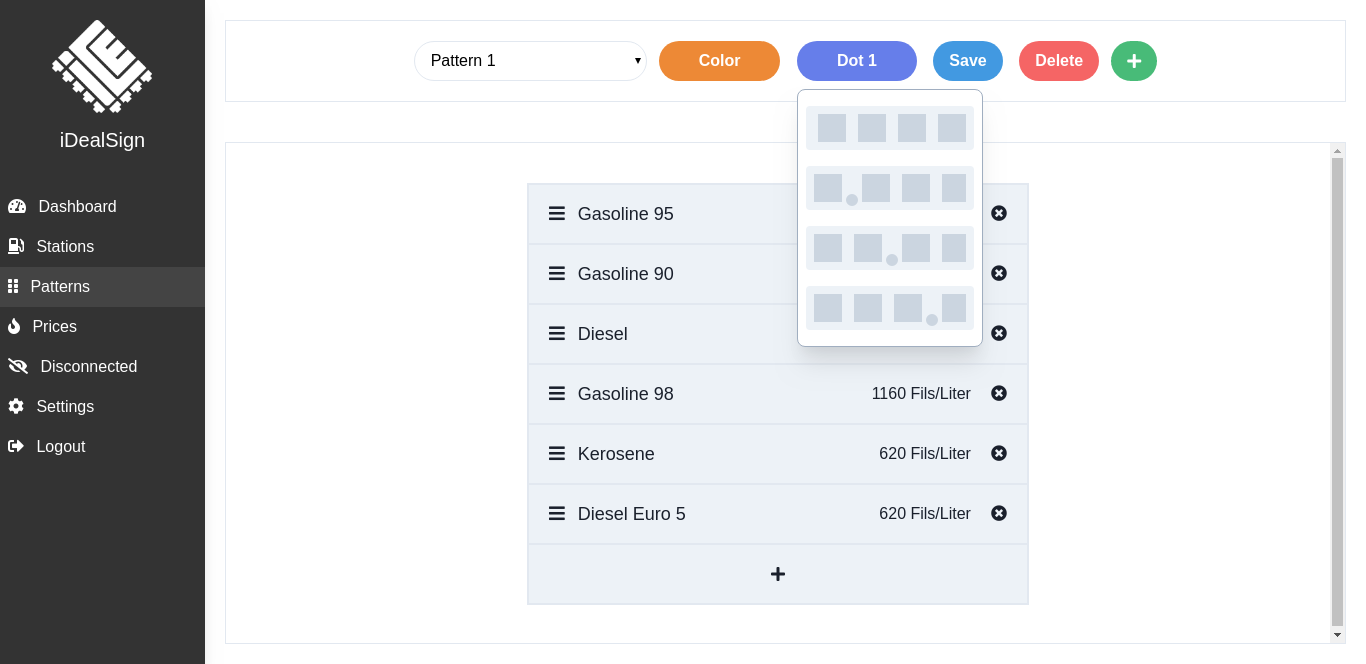 iDealSign
Dashboard
Stations
Patterns
Prices
Disconnected
Settings
Logout
Pattern 1
Color
Dot 1
Save
Delete
Gasoline 95
Gasoline 90
Diesel
Gasoline 98 1160 Fils/Liter
Kerosene 620 Fils/Liter
Diesel Euro 5 620 Fils/Liter